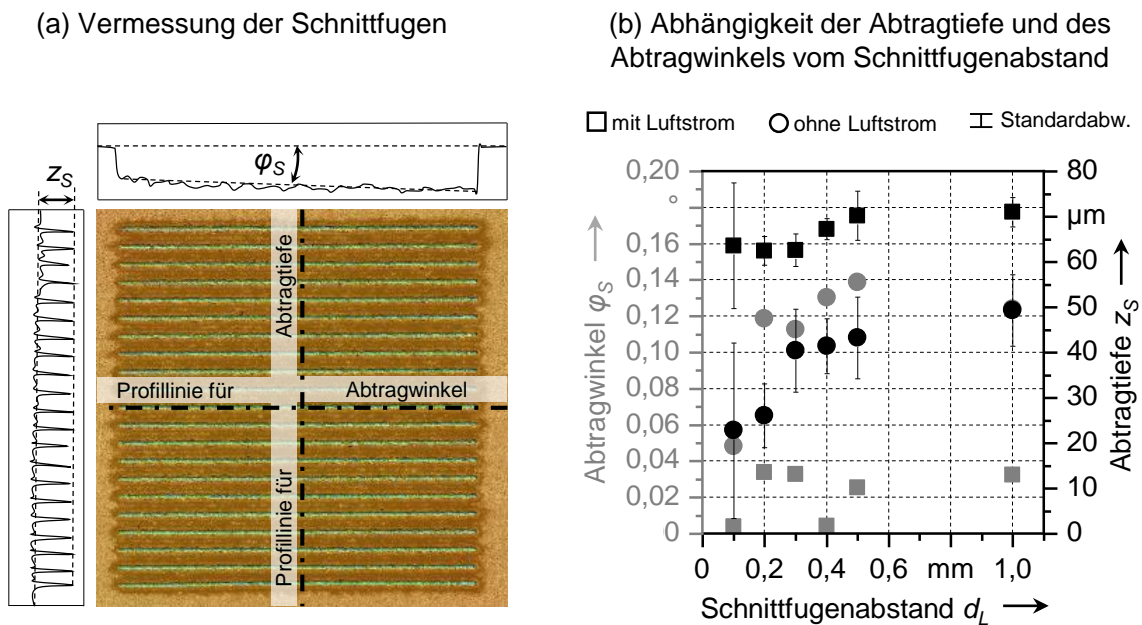 (a) Vermessung der Schnittfugen
(b) Abhängigkeit der Abtragtiefe und des
Abtragwinkels vom Schnittfugenabstand
φS
zS
Abtragtiefe
Profillinie für
Abtragwinkel
Profillinie für
mit Luftstrom
ohne Luftstrom
Standardabw.
0,20
°
0,16
0,14
0,12
0,10
0,08
0,06
0,04
0,02
0
Abtragwinkel φS
80
µm
60
50
40
30
20
10
0
Abtragtiefe zS
0 0,2 0,4 0,6 mm 1,0
Schnittfugenabstand dL